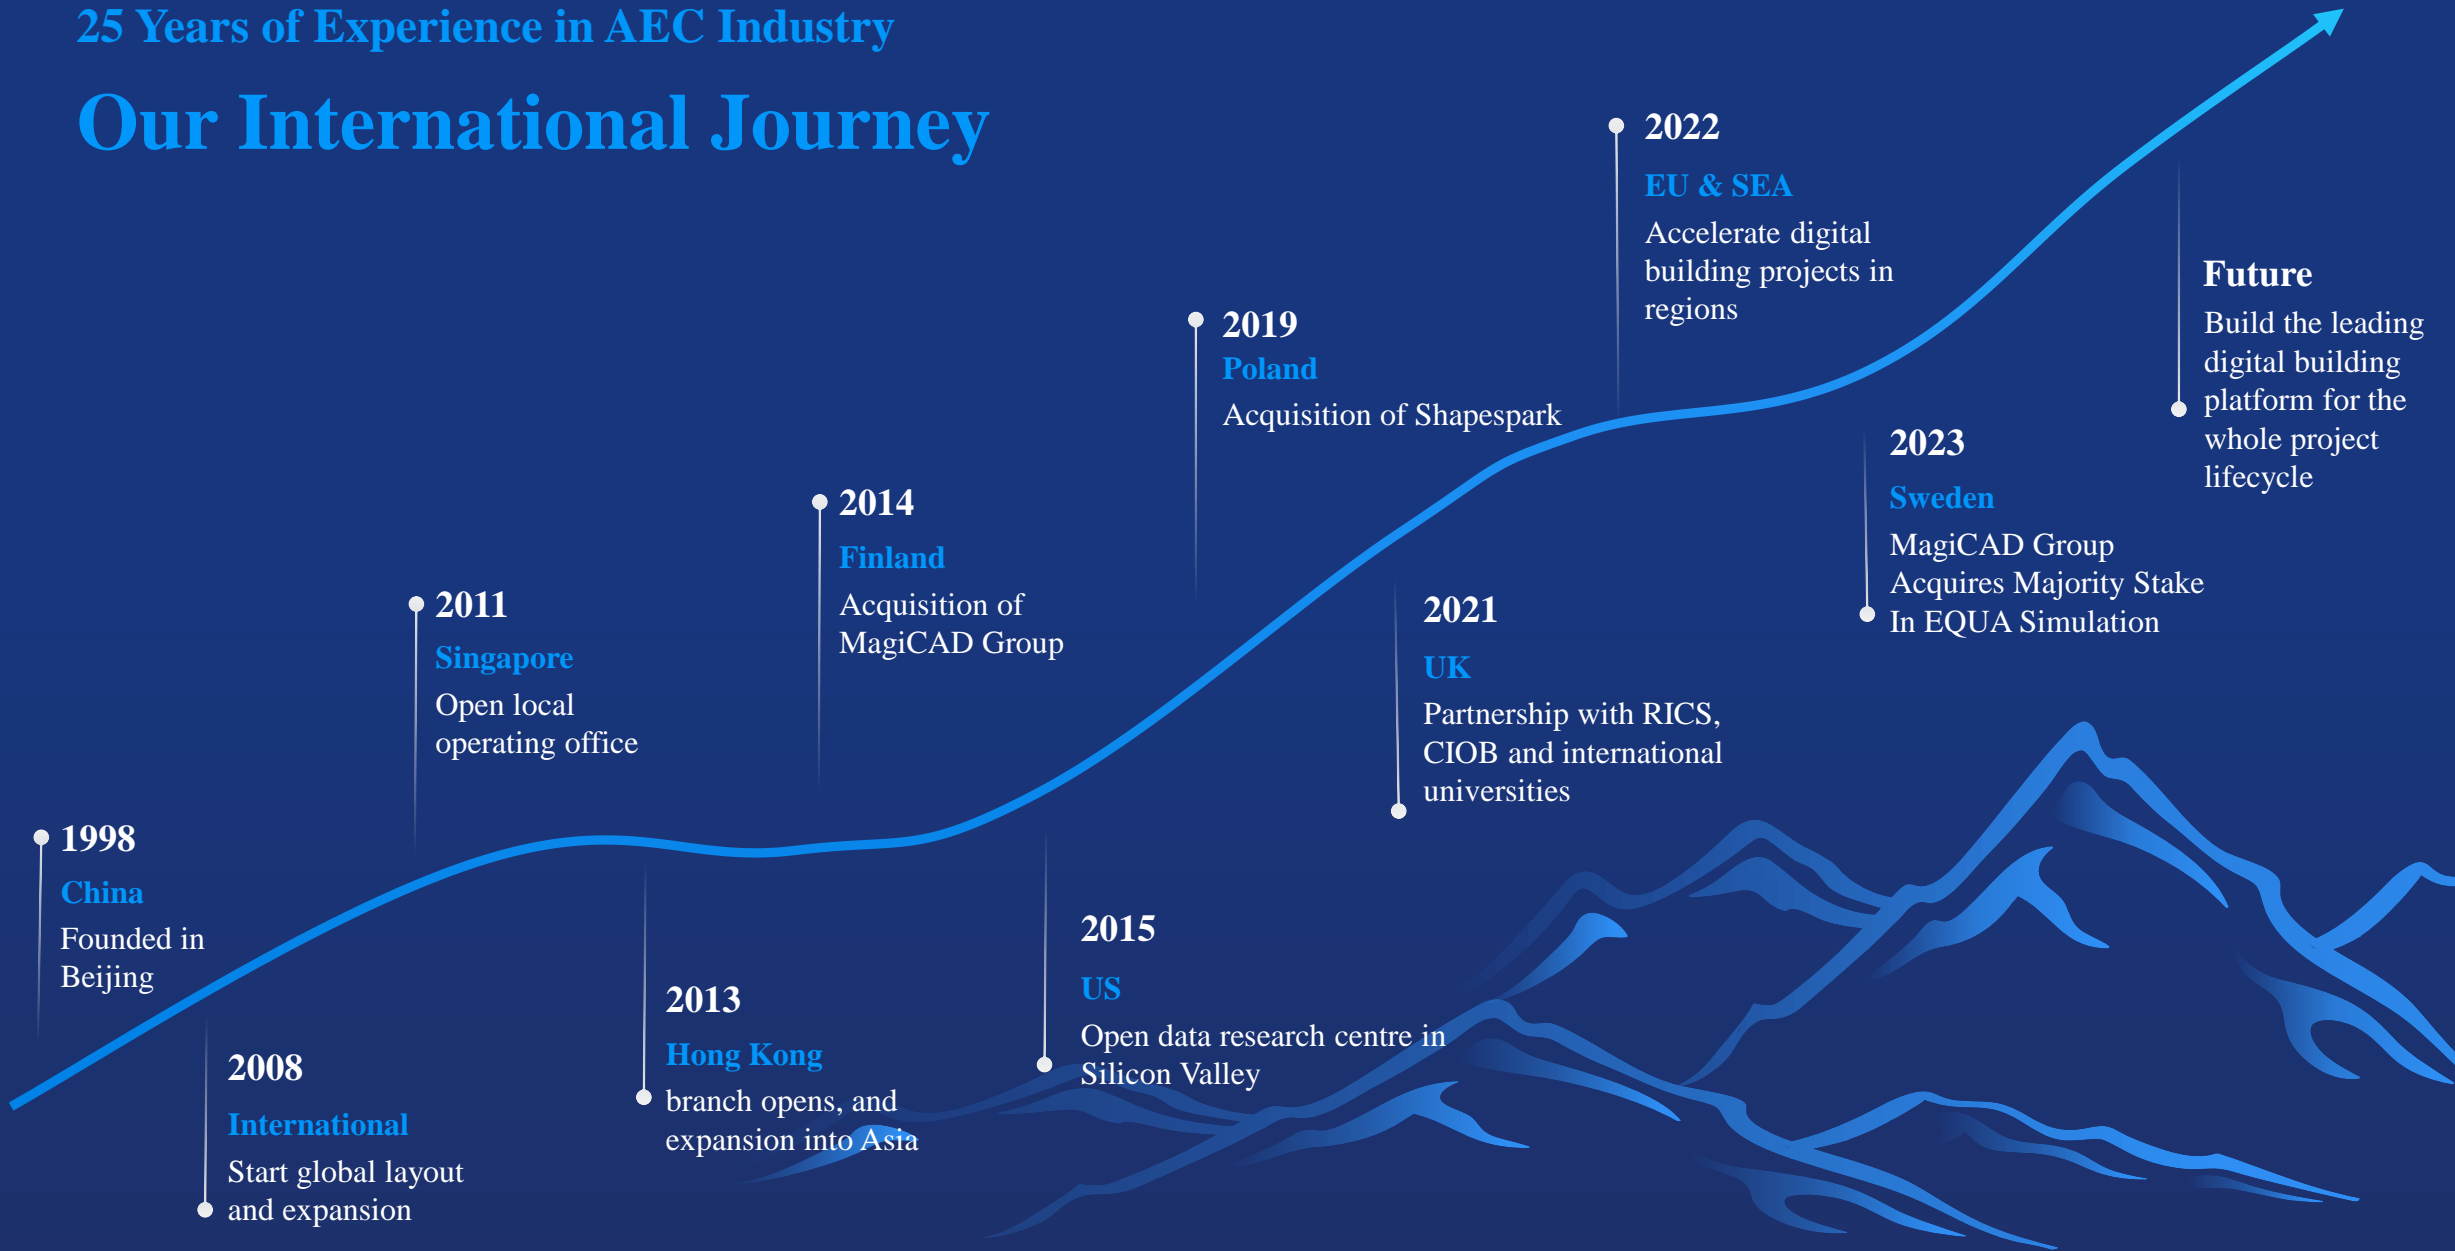 25 Years of Experience in AEC Industry
Our International Journey
1998
China
Founded in
Beijing
2008
International
Start global layout
and expansion
2011
Singapore
Open local
operating office
2013
Hong Kong
branch opens, and
expansion into Asia
2014
Finland
Acquisition of
MagiCAD Group
2015
US
Open data research centre in
Silicon Valley
2019
Poland
Acquisition of Shapespark
2021
UK
Partnership with RICS,
CIOB and international
universities
2022
EU & SEA
Accelerate digital
building projects in
regions
2023
Sweden
MagiCAD Group
Acquires Majority Stake
In EQUA Simulation
Future
Build the leading
digital building
platform for the
whole project
lifecycle